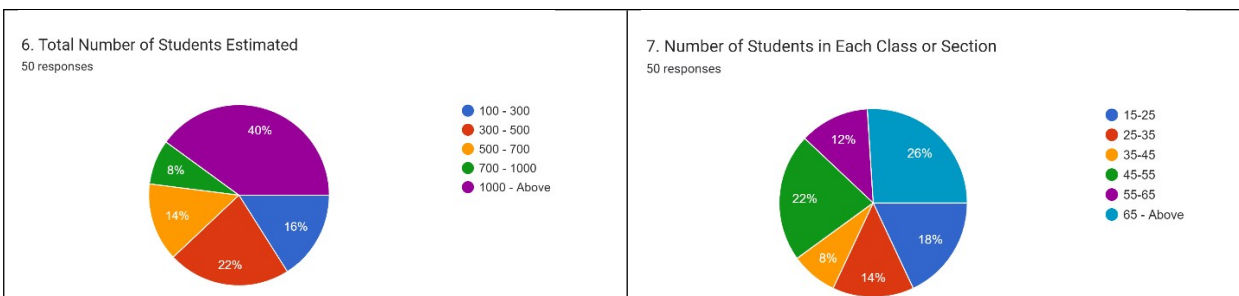 6. Total Number of Students Estimated
50 responses
40%
8%
14%
22%
16%
100 - 300
300 - 500
500 - 700
700 - 1000
1000 - Above
7. Number of Students in Each Class or Section
50 responses
12%
26%
22%
18%
8%
14%
15-25
25-35
35-45
45-55
55-65
65 - Above